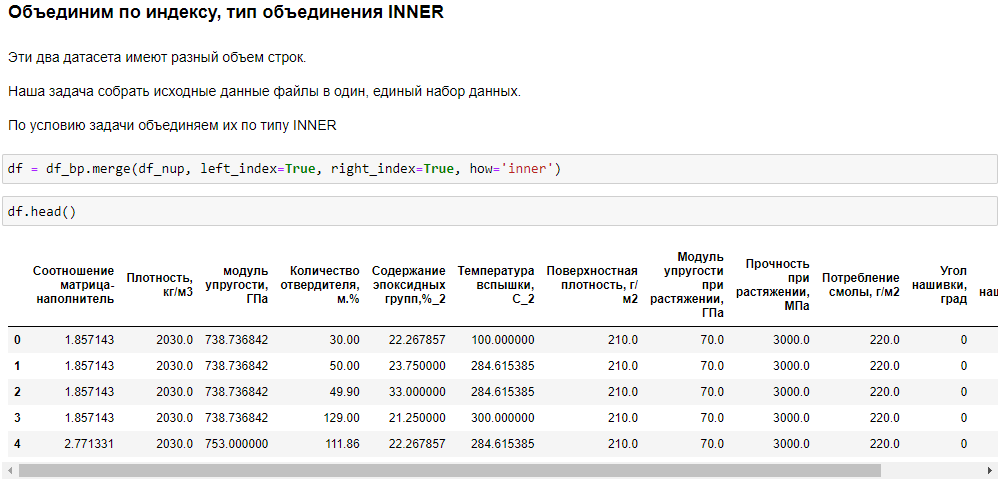 Объединим по индексу, тип объединения INNER
Эти два датасета имеют разный объем строк.
Наша задача собрать исходные данные файлы в один, единый набор данных.
По условию задачи объединяем их по типу INNER
df = df_bp.merge(df_nup, left_index=True, right_index=True, how='inner')
df.head()
Соотношение матрица-наполнитель Плотность, кг/м3 модуль упругости, ГПа Количество отвердителя, м.% Содержание эпоксидных групп,%_2 Температура вспышки, С_2 Поверхностная плотность, г/м2 Модуль упругости при растяжении, ГПа Прочность при растяжении, МПа Потребление смолы, г/м2 Угол нашивки, град
0 1.857143 2030.0 738.736842 30.00 22.267857 100.000000 210.0 70.0 3000.0 220.0 0
1 1.857143 2030.0 738.736842 50.00 23.750000 284.615385 210.0 70.0 3000.0 220.0 0
2 1.857143 2030.0 738.736842 49.90 33.000000 284.615385 210.0 70.0 3000.0 220.0 0
3 1.857143 2030.0 738.736842 129.00 21.250000 300.000000 210.0 70.0 3000.0 220.0 0
4 2.771331 2030.0 753.000000 111.86 22.267857 284.615385 210.0 70.0 3000.0 220.0 0